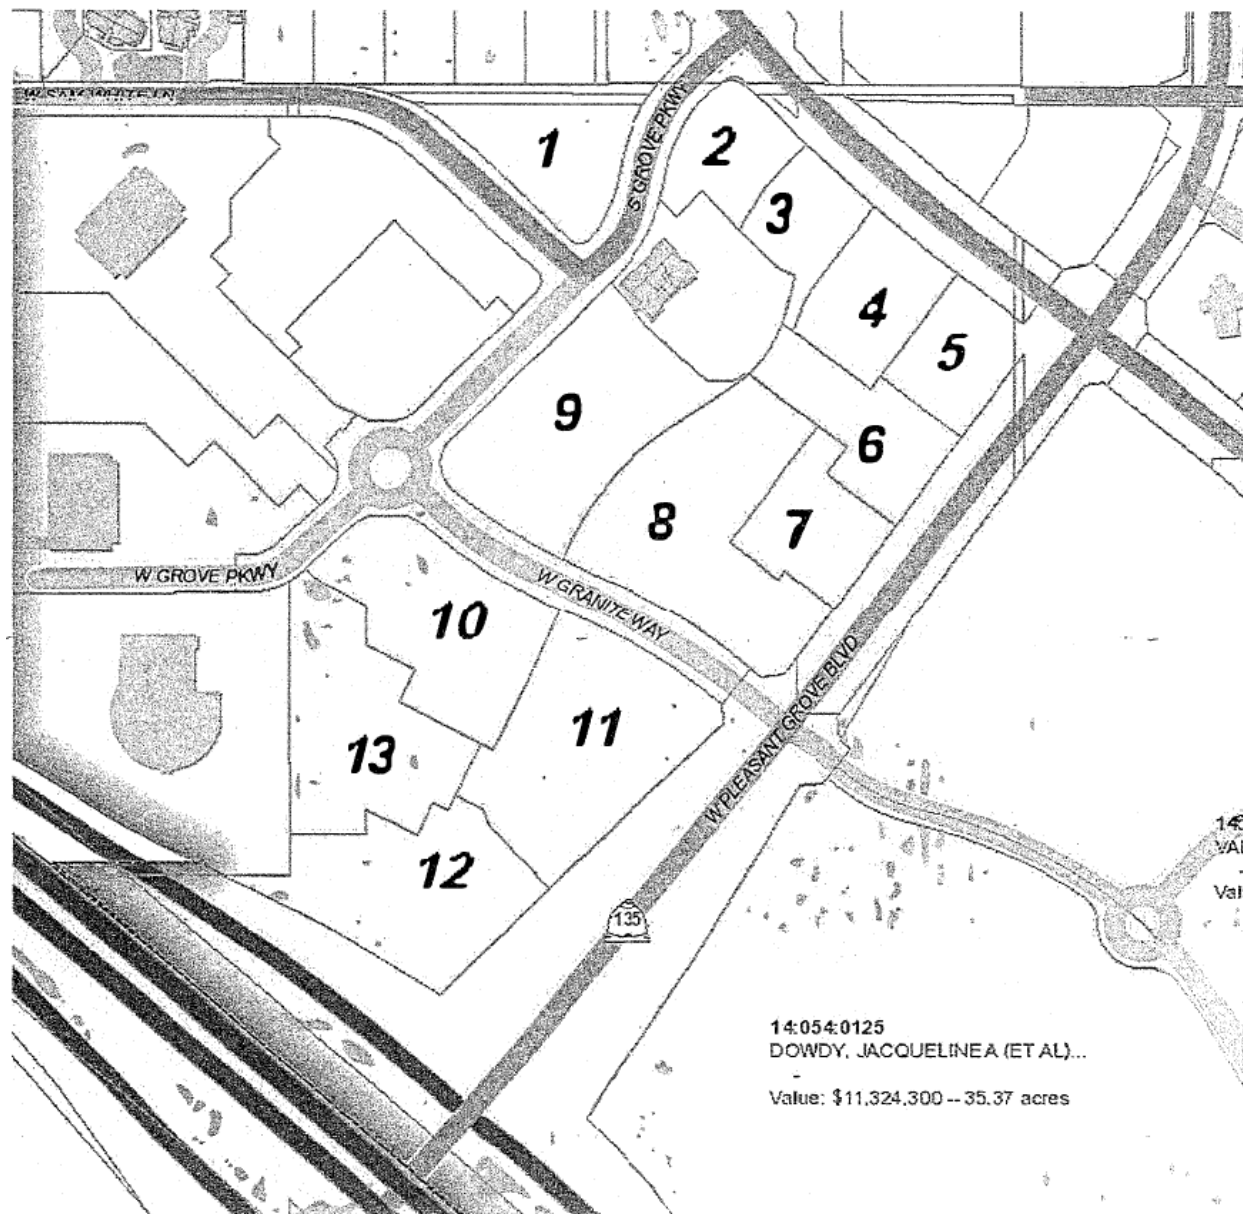 W SAM WHITE LN
S GROVE PKWY
1
2
3
4
5
6
7
8
9
W GROVE PKWY
W GRANITE WAY
10
11
12
13
W PLEASANT GROVE BLVD
135
14:054:0125
DOWDY, JACQUELINE A (ET AL)...
-
Value: $11,324,300 -- 35.37 acres